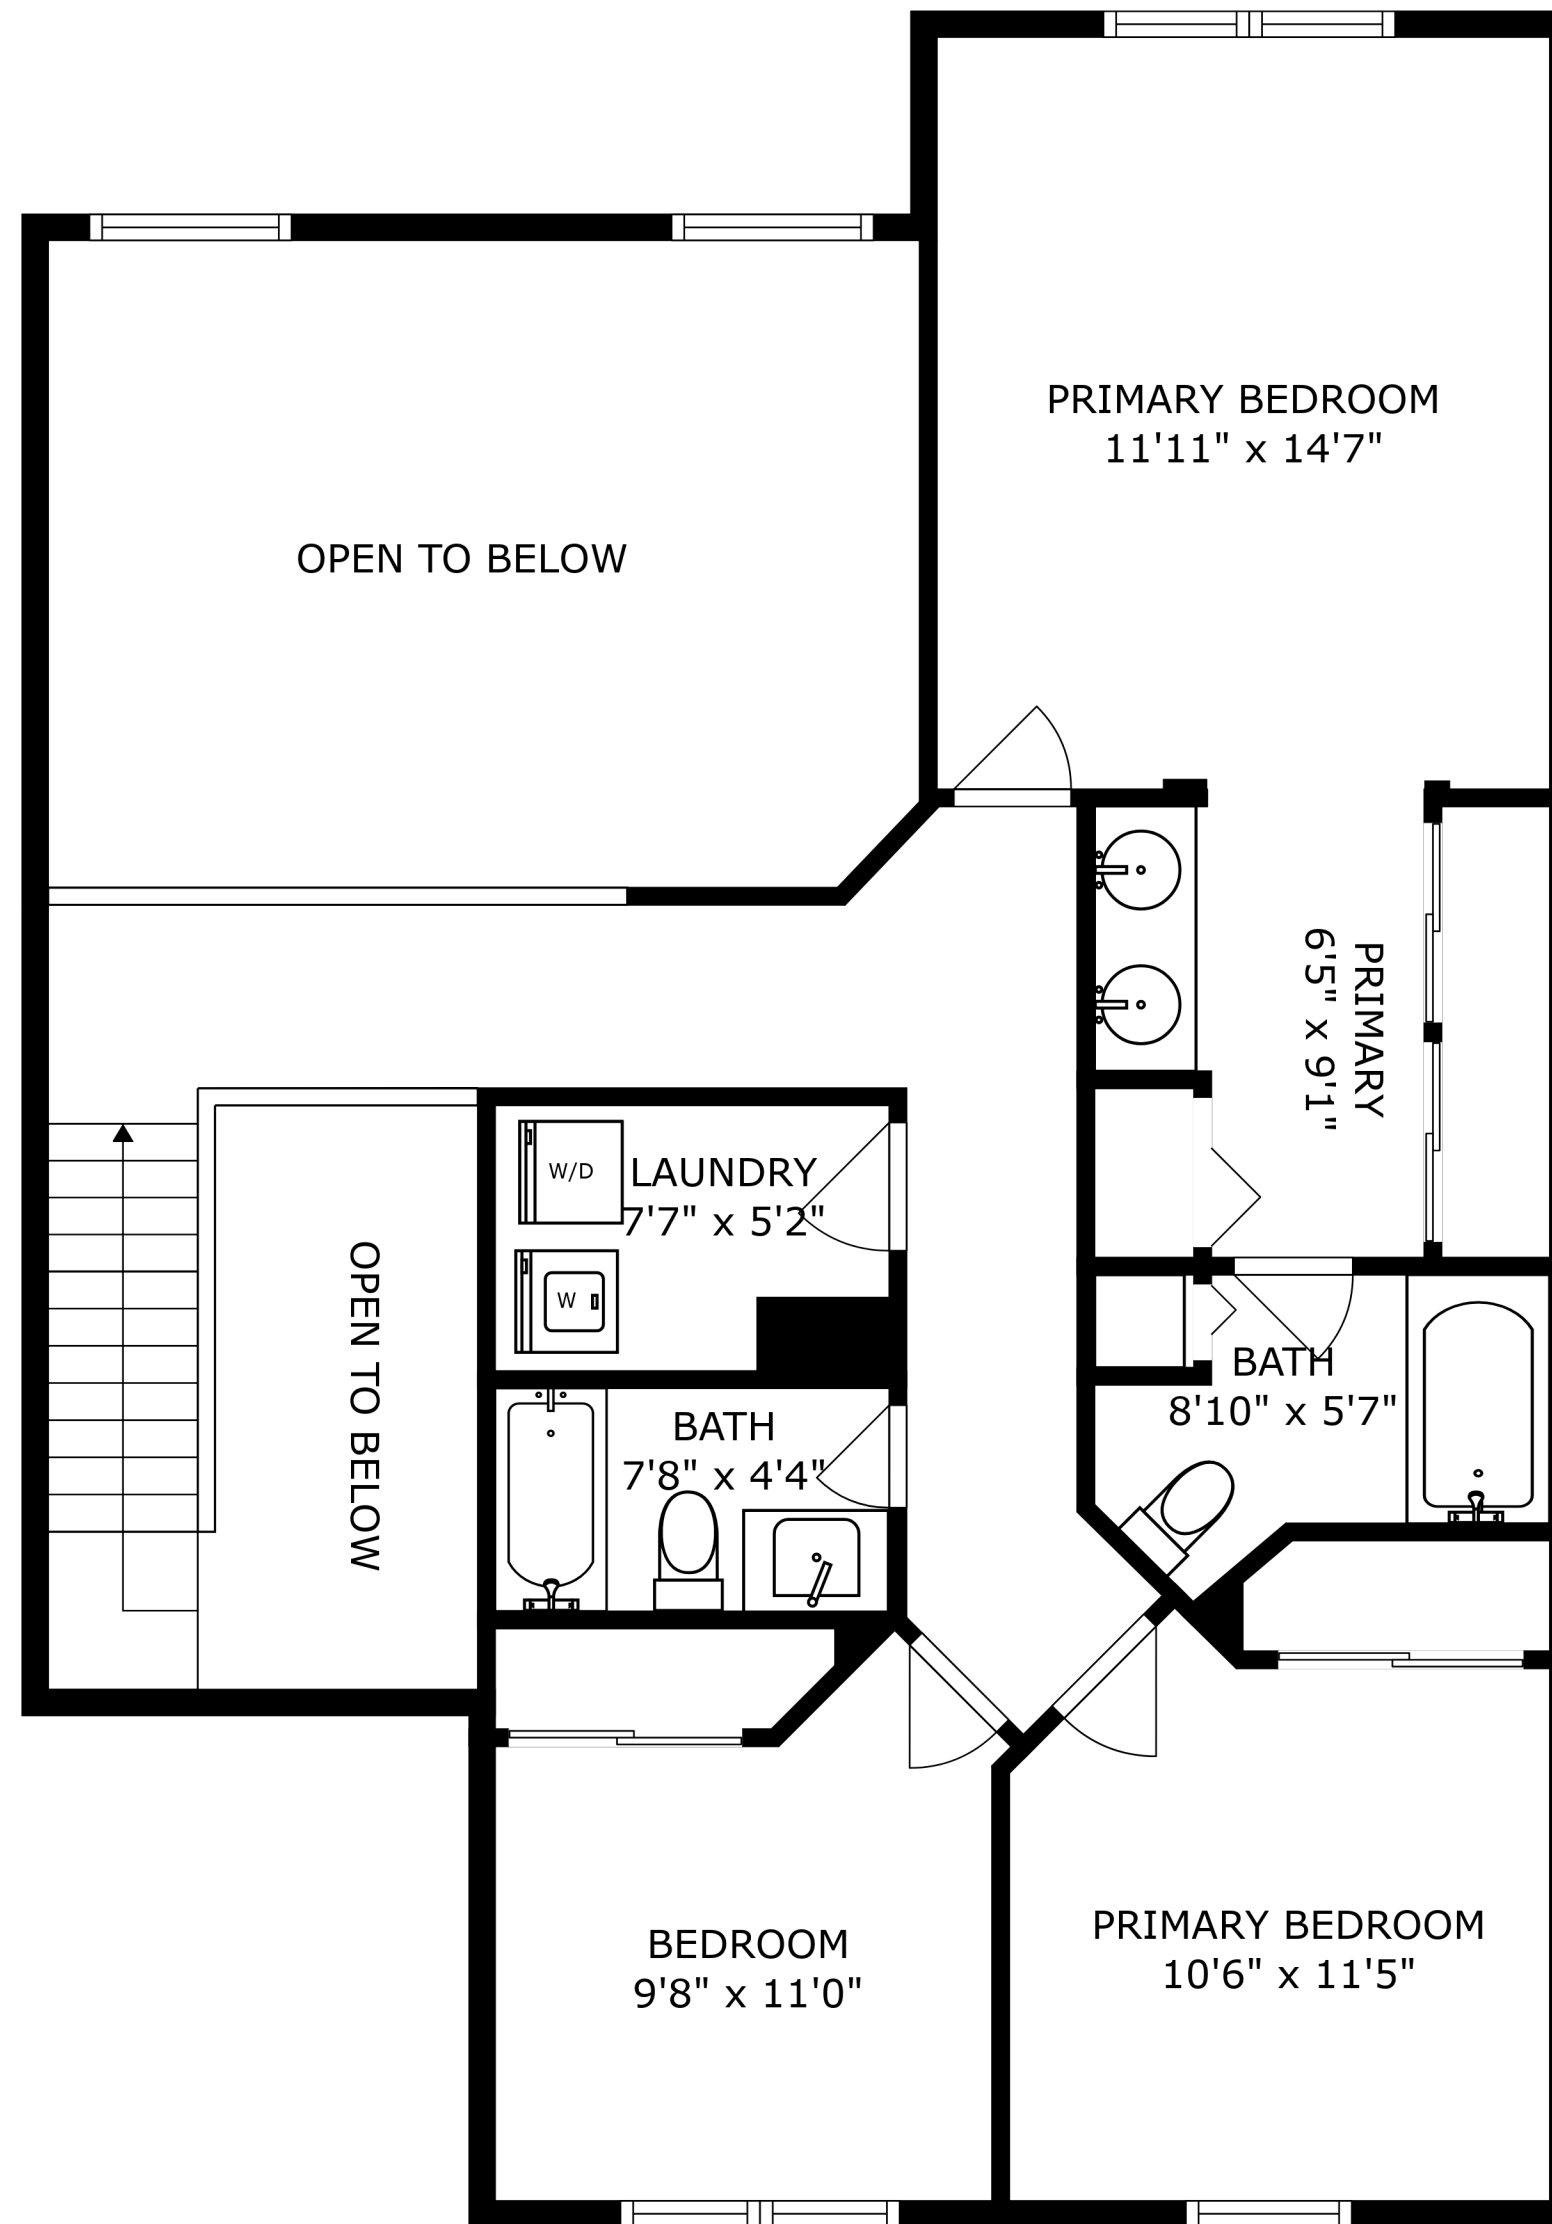 PRIMARY BEDROOM
11'11" x 14'7"
OPEN TO BELOW
PRIMARY
6'5" x 9'1"
W/D
LAUNDRY
7'7" x 5'2"
W
OPEN TO BELOW
BATH
8'10" x 5'7"
BATH
7'8" x 4'4"
PRIMARY BEDROOM
10'6" x 11'5"
BEDROOM
9'8" x 11'0"